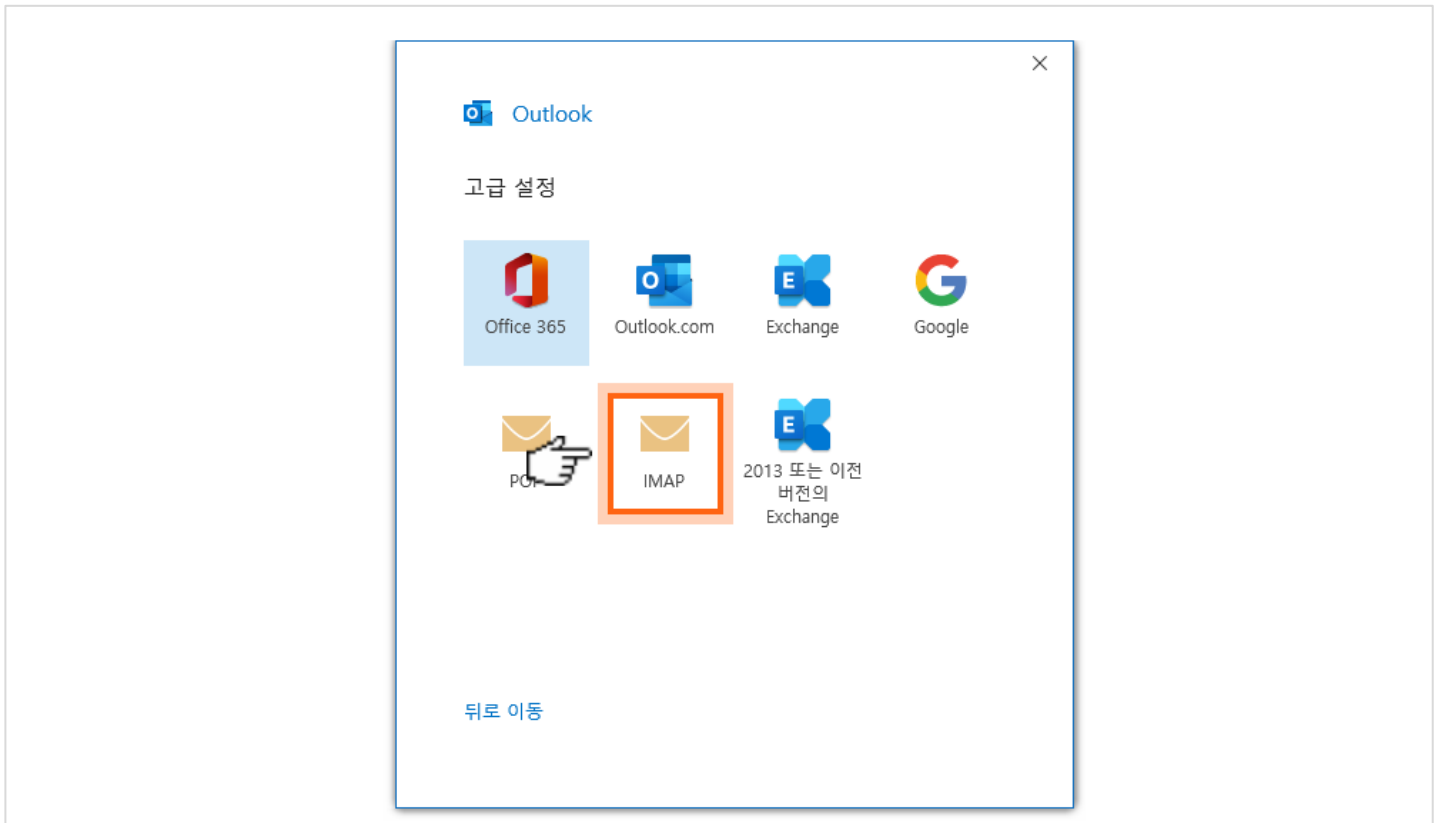 Outlook
고급 설정
Office 365
Outlook.com
Exchange
Google
IMAP
2013 또는 이전
버전의
Exchange
뒤로 이동